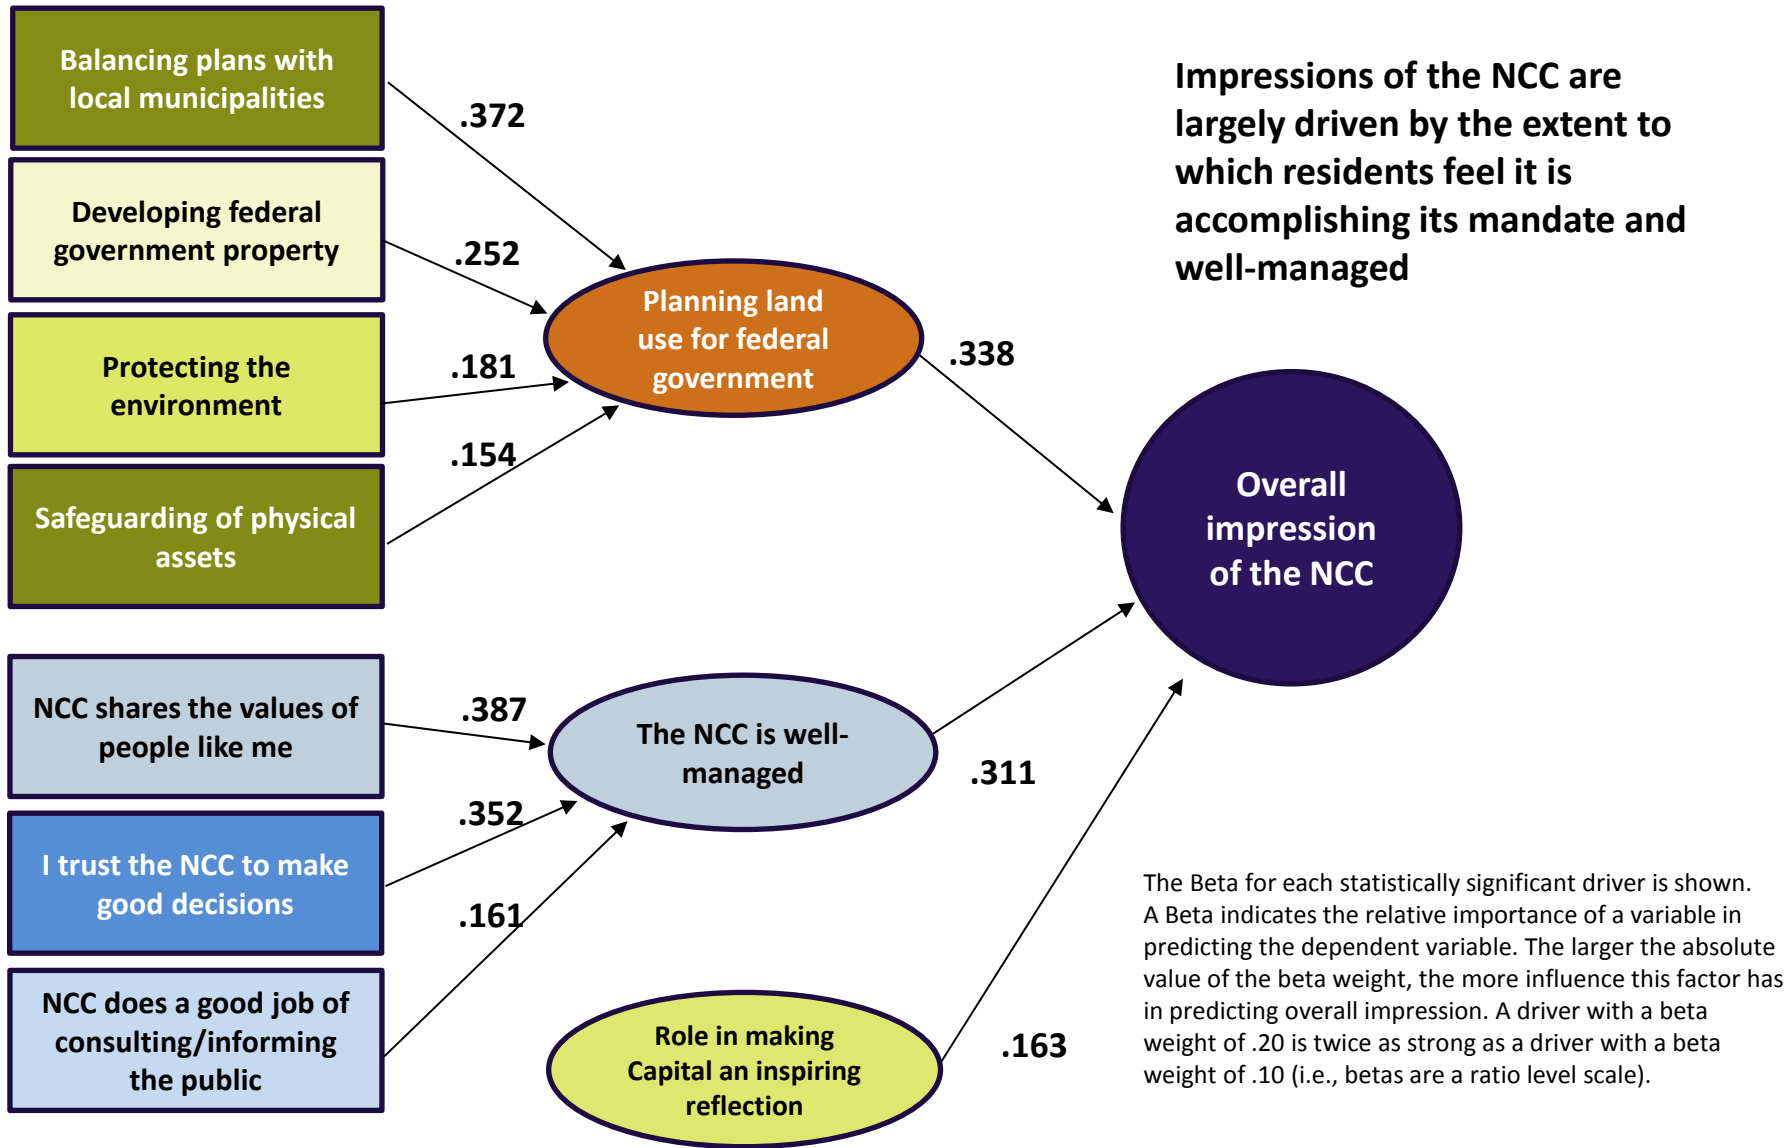 Balancing plans with
local municipalities
.372
Impressions of the NCC are
largely driven by the extent to
which residents feel it is
accomplishing its mandate and
well-managed
Developing federal
government property
.252
Planning land
use for federal
government
.338
Protecting the
environment
.181
Safeguarding of physical
assets
.154
Overall
impression
of the NCC
NCC shares the values of
people like me
.387
The NCC is well-
managed
.311
I trust the NCC to make
good decisions
.352
NCC does a good job of
consulting/informing
the public
.161
Role in making
Capital an inspiring
reflection
.163
The Beta for each statistically significant driver is shown.
A Beta indicates the relative importance of a variable in
predicting the dependent variable. The larger the absolute
value of the beta weight, the more influence this factor has
in predicting overall impression. A driver with a beta
weight of .20 is twice as strong as a driver with a beta
weight of .10 (i.e., betas are a ratio level scale).